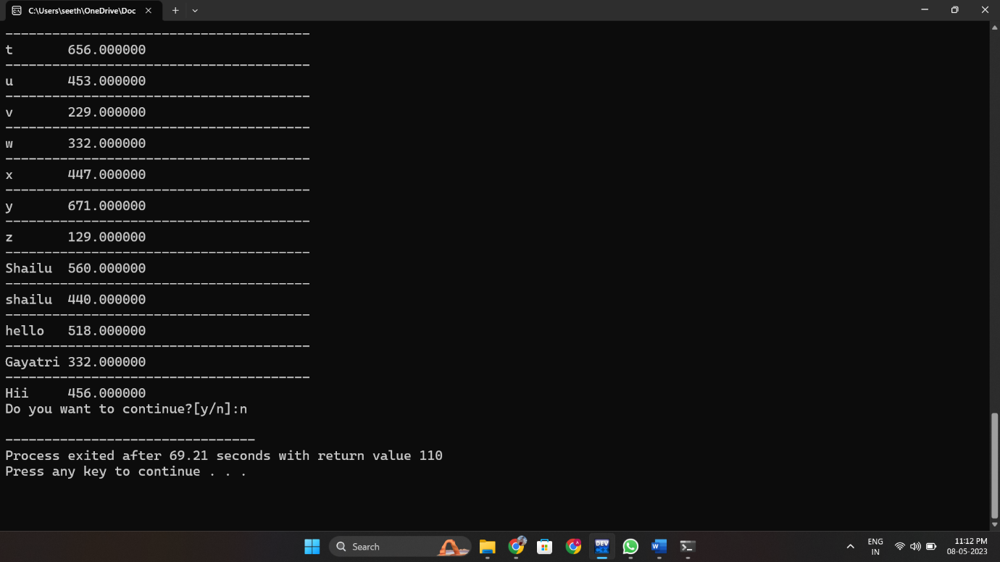 C:\Users\seeth\OneDrive\Doc
---------------------------------------
t       656.000000
---------------------------------------
u       453.000000
---------------------------------------
v       229.000000
---------------------------------------
w       332.000000
---------------------------------------
x       447.000000
---------------------------------------
y       671.000000
---------------------------------------
z       129.000000
---------------------------------------
Shailu  560.000000
---------------------------------------
shailu  440.000000
---------------------------------------
hello   518.000000
---------------------------------------
Gayatri 332.000000
---------------------------------------
Hii     456.000000
Do you want to continue?[y/n]:n
--------------------------------
Process exited after 69.21 seconds with return value 110
Press any key to continue . . .
Search
DEV
W
ENG
IN
11:12 PM
08-05-2023